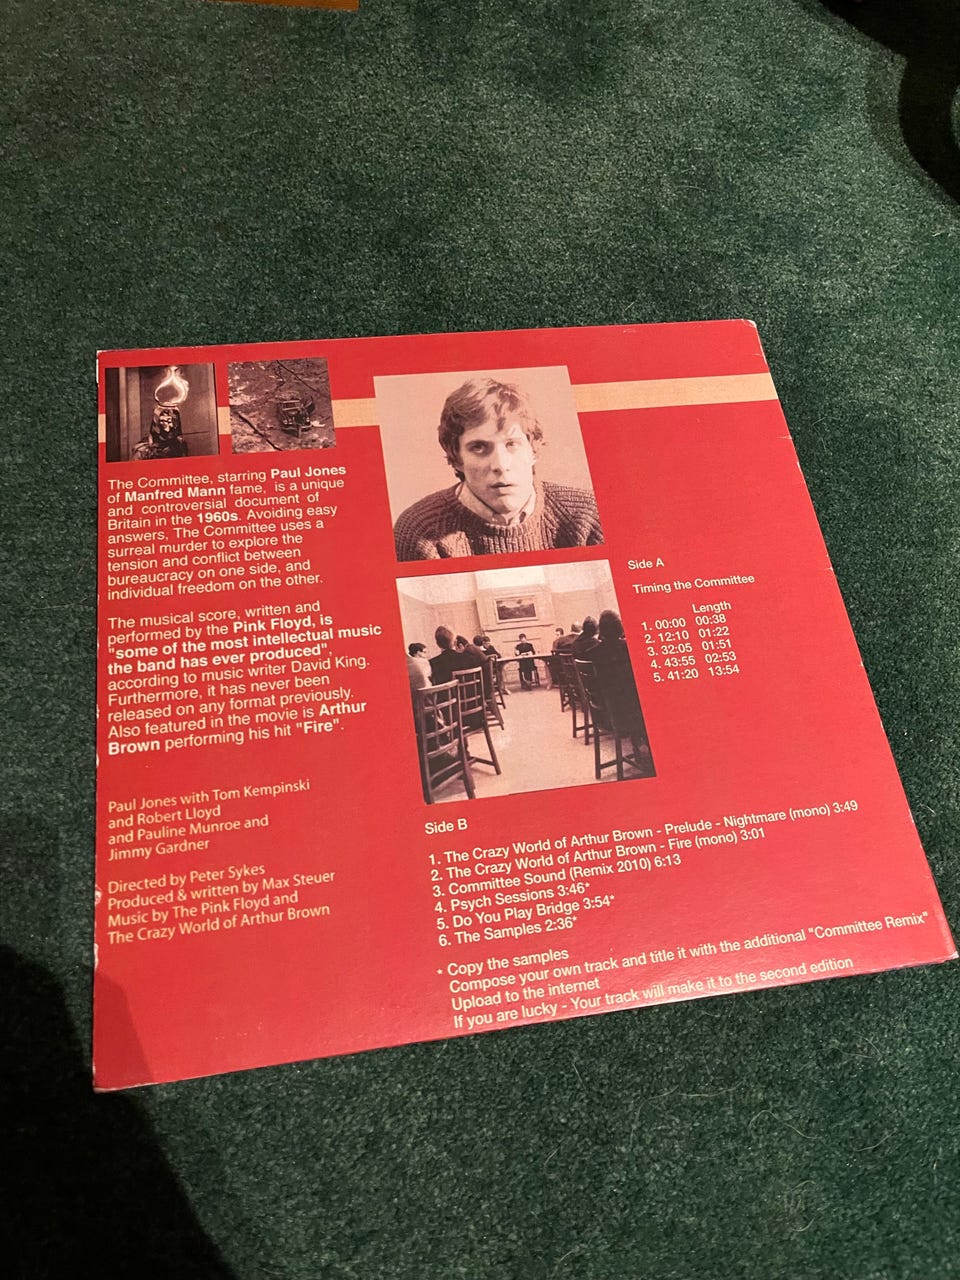 The Committee, starring Paul Jones
of Manfred Mann fame, is a unique
and controversial document of
Britain in the 1960s. Avoiding easy
answers, The Committee uses a
surreal murder to explore the
tension and conflict between
bureaucracy on one side, and
individual freedom on the other.
The musical score, written and
performed by the Pink Floyd, is
"some of the most intellectual music
the band has ever produced",
according to music writer David King.
Furthermore, it has never been
released on any format previously.
Also featured in the movie is Arthur
Brown performing his hit "Fire".
Paul Jones with Tom Kempinski
and Robert Lloyd
and Pauline Munroe and
Jimmy Gardner
Directed by Peter Sykes
Produced & written by Max Steuer
Music by The Pink Floyd and
The Crazy World of Arthur Brown
Side A
Timing the Committee
Length
1. 00:00 00:38
2. 12:10 01:22
3. 32:05 01:51
4. 43:55 02:53
5. 41:20 13:54
Side B
1. The Crazy World of Arthur Brown - Prelude - Nightmare (mono) 3:49
2. The Crazy World of Arthur Brown - Fire (mono) 3:01
3. Committee Sound (Remix 2010) 6:13
4. Psych Sessions 3:46*
5. Do You Play Bridge 3:54*
6. The Samples 2:36*
* Copy the samples
Compose your own track and title it with the additional "Committee Remix"
Upload to the internet
If you are lucky - Your track will make it to the second edition